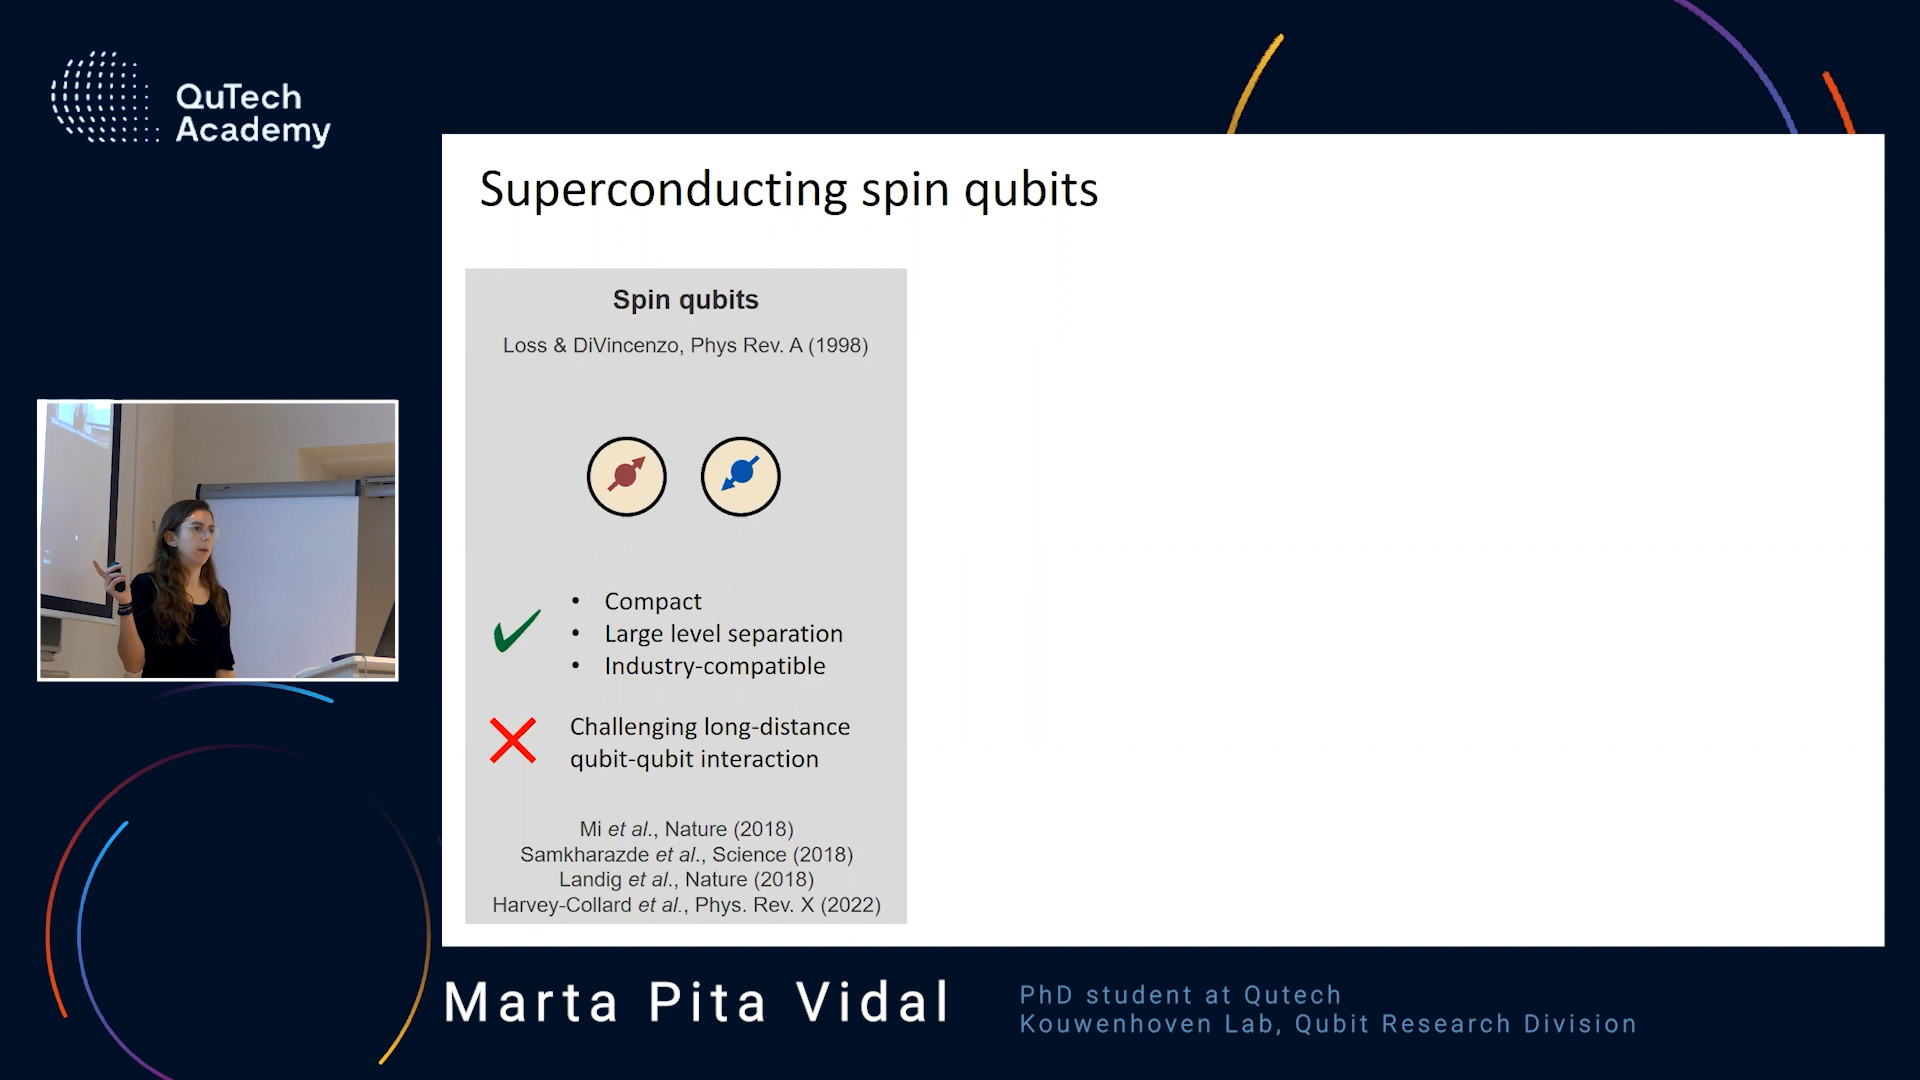 QuTech
Academy
Superconducting spin qubits
Spin qubits
Loss & DiVincenzo, Phys Rev. A (1998)
• Compact
• Large level separation
• Industry-compatible
Challenging long-distance
qubit-qubit interaction
Mi et al., Nature (2018)
Samkharazde et al., Science (2018)
Landig et al., Nature (2018)
Harvey-Collard et al., Phys. Rev. X (2022)
Marta Pita Vidal
PhD student at Qutech
Kouwenhoven Lab, Qubit Research Division